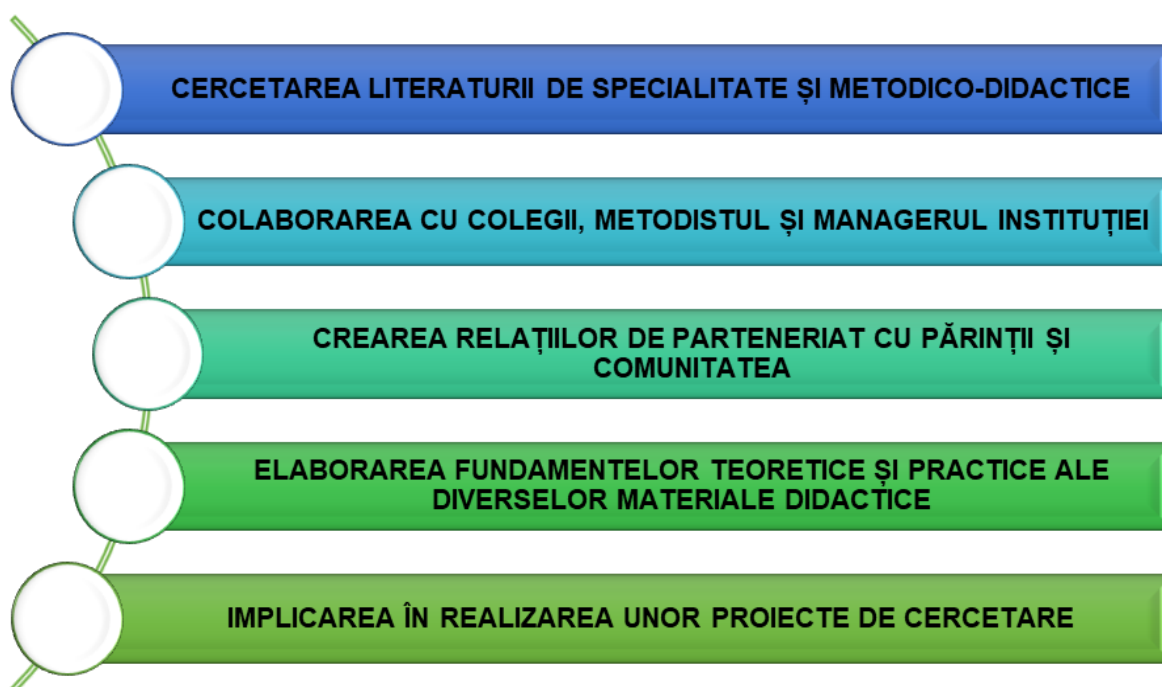 CERCETAREA LITERATURII DE SPECIALITATE ȘI METODICO-DIDACTICE
COLABORAREA CU COLEGII, METODISTUL ȘI MANAGERUL INSTITUȚIEI
CREAREA RELAȚIILOR DE PARTENERIAT CU PĂRINȚII ȘI
COMUNITATEA
ELABORAREA FUNDAMENTELOR TEORETICE ȘI PRACTICE ALE
DIVERSELOR MATERIALE DIDACTICE
IMPLICAREA ÎN REALIZAREA UNOR PROIECTE DE CERCETARE